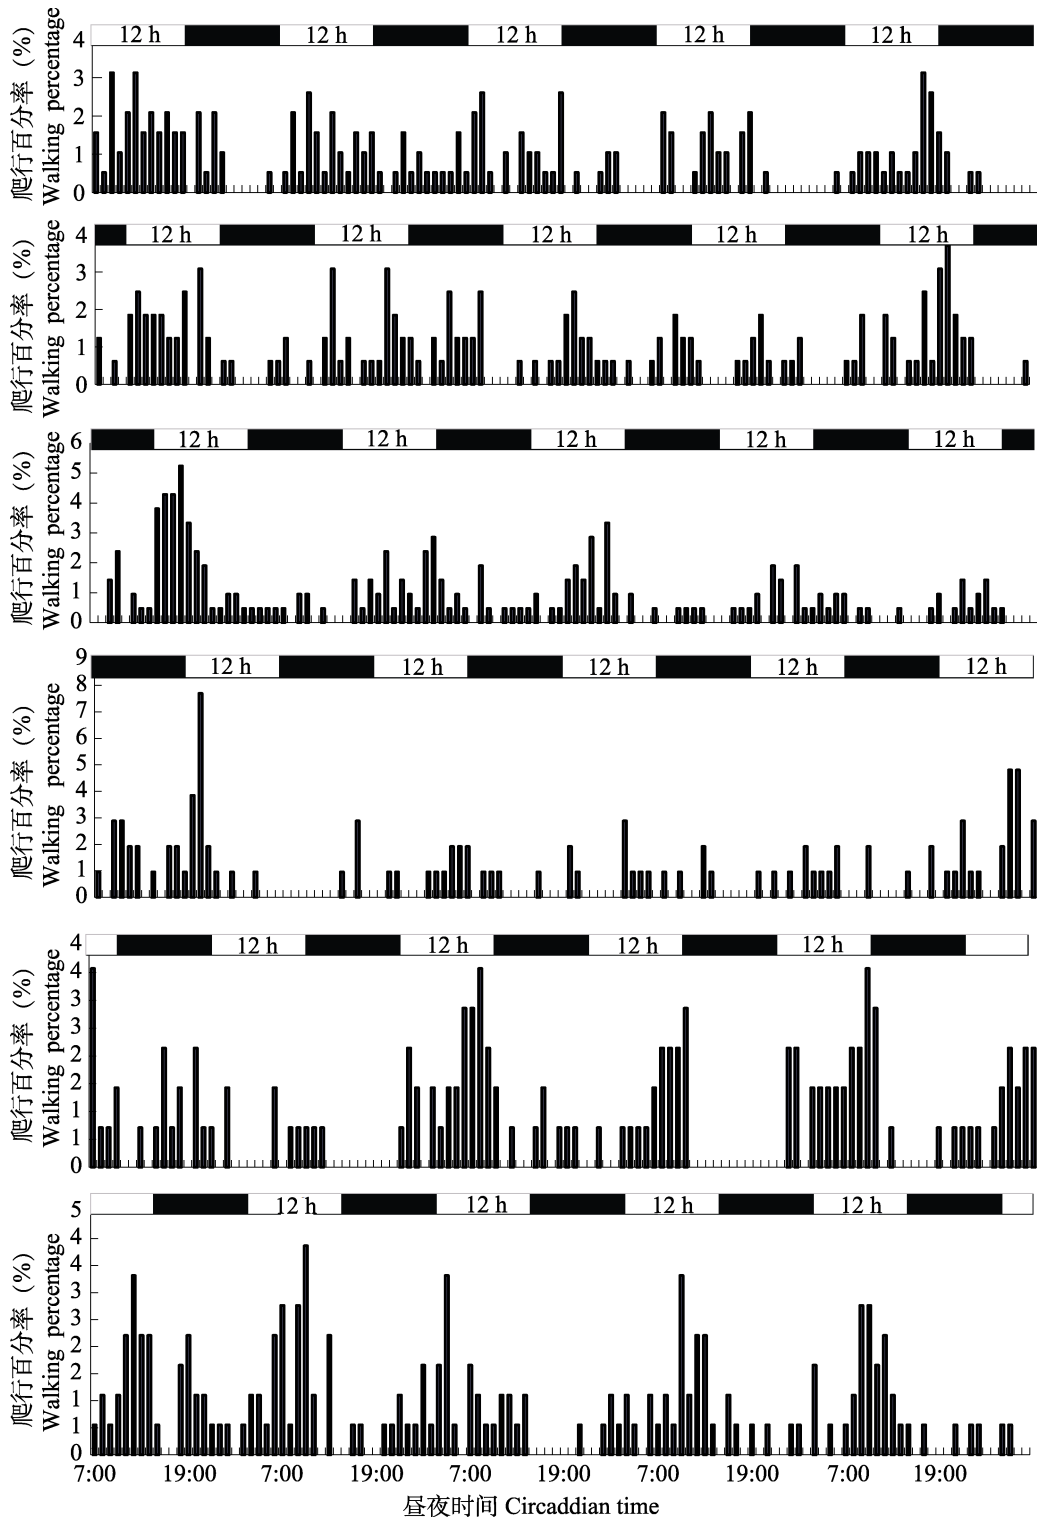 12 h 12 h 12 h 12 h 12 h
爬行百分率 (%)
Walking percentage
4
3
2
1
0
12 h 12 h 12 h 12 h 12 h
爬行百分率 (%)
Walking percentage
4
3
2
1
0
12 h 12 h 12 h 12 h 12 h
爬行百分率 (%)
Walking percentage
6
5
4
3
2
1
0
12 h 12 h 12 h 12 h 12 h
爬行百分率 (%)
Walking percentage
9
8
7
6
5
4
3
2
1
0
12 h 12 h 12 h 12 h
爬行百分率 (%)
Walking percentage
4
4
3
3
2
2
1
1
0
12 h 12 h 12 h 12 h
爬行百分率 (%)
Walking percentage
5
4
4
3
3
2
2
1
1
0
7:00 19:00 7:00 19:00 7:00 19:00 7:00 19:00 7:00 19:00
昼夜时间 Circaddian time